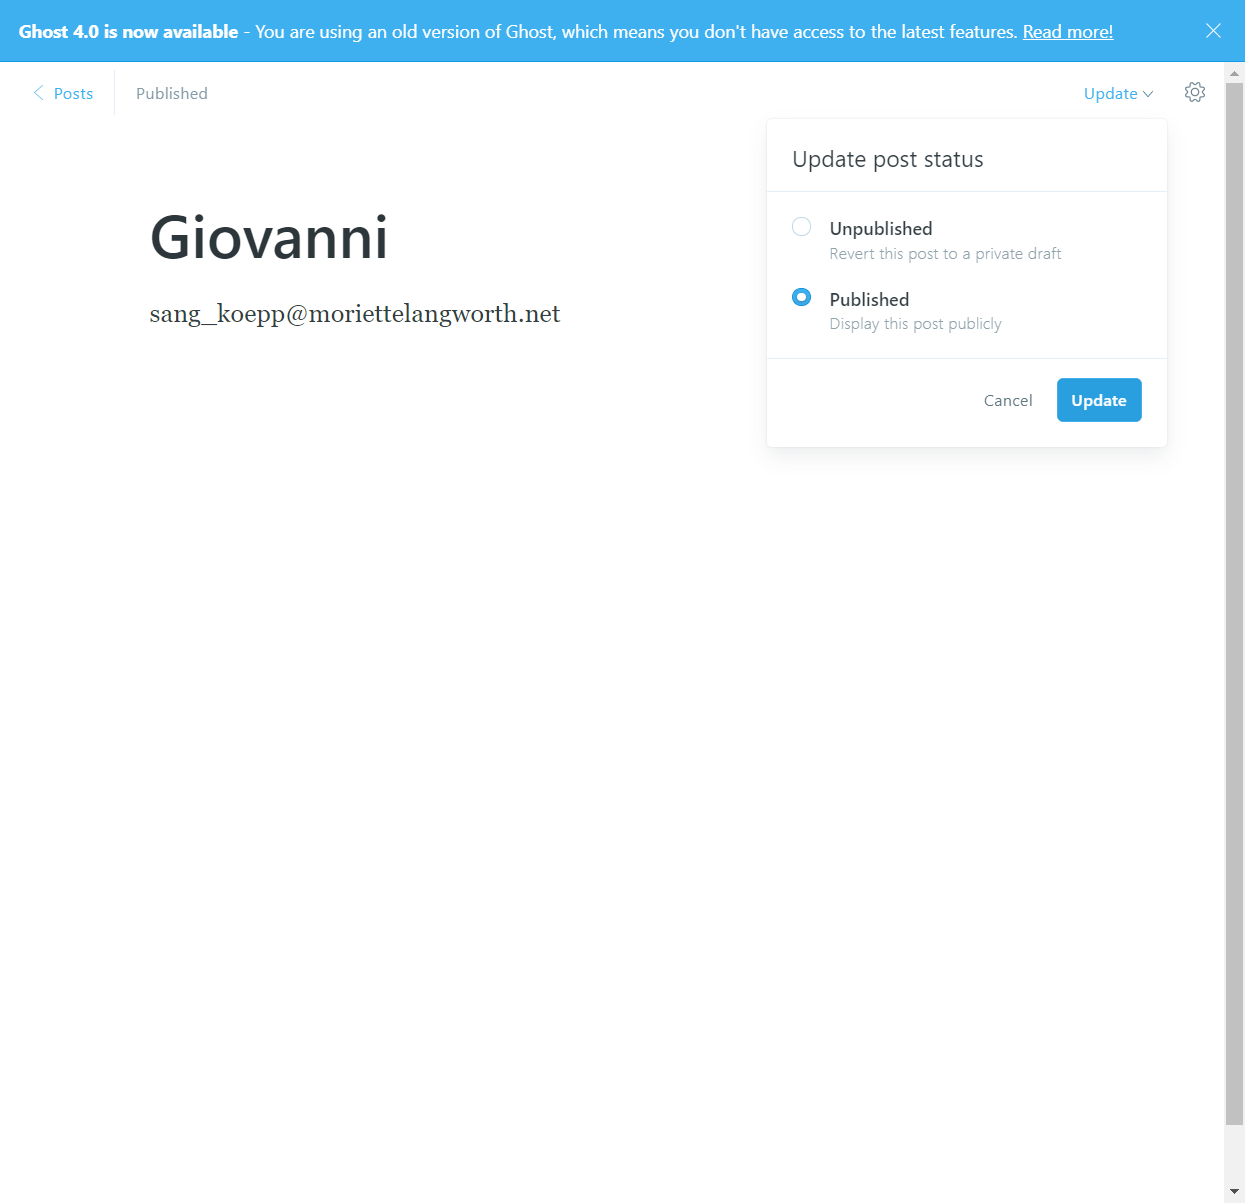 Ghost 4.0 is now available - You are using an old version of Ghost, which means you don't have access to the latest features. Read more!
Posts
Published
Update
Update post status
Giovanni
sang_koepp@moriettelangworth.net
Unpublished
Revert this post to a private draft
Published
Display this post publicly
Cancel
Update